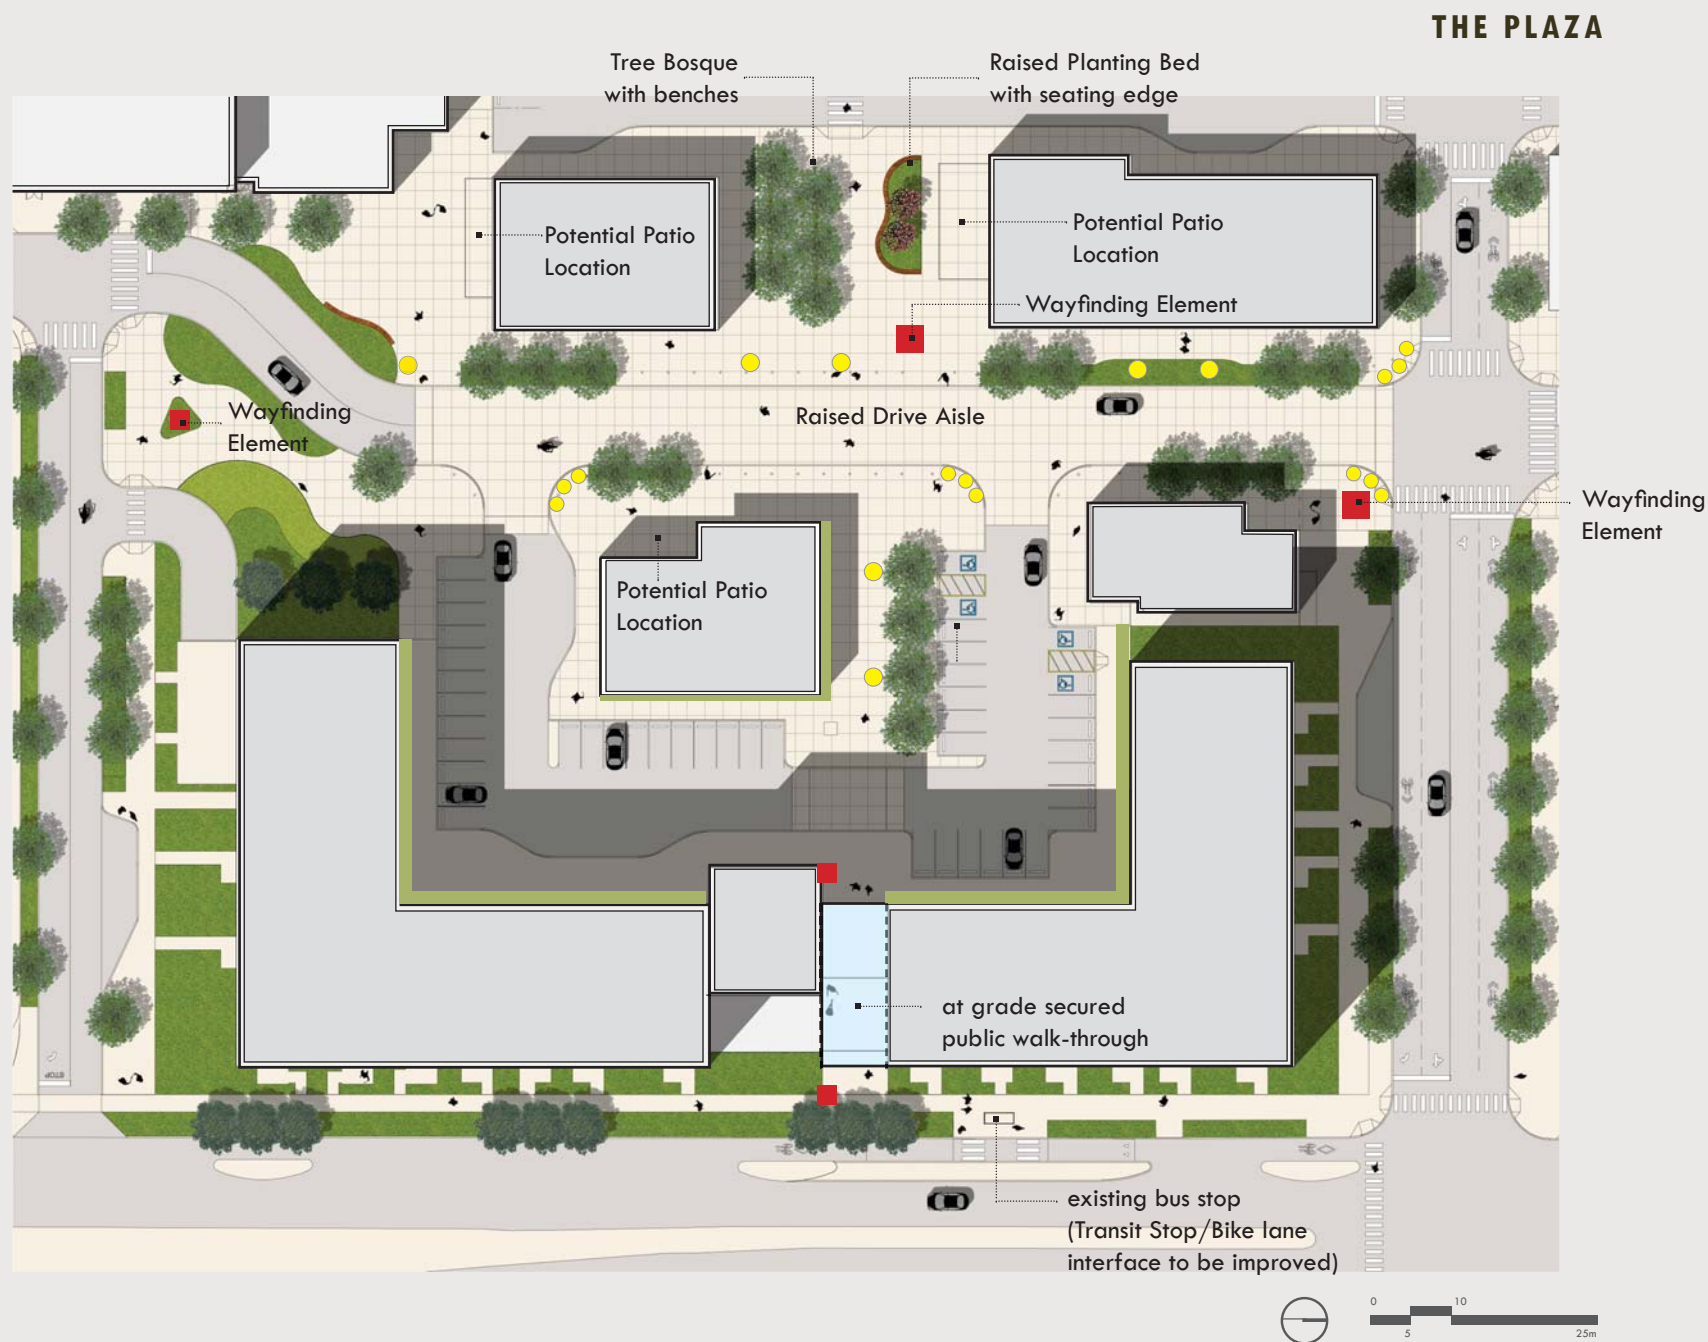 THE PLAZA
Tree Bosque
with benches
Raised Planting Bed
with seating edge
Potential Patio
Location
Potential Patio
Location
Wayfinding Element
Wayfinding
Element
Raised Drive Aisle
Wayfinding
Element
Potential Patio
Location
at grade secured
public walk-through
STOP
existing bus stop
(Transit Stop/Bike lane
interface to be improved)
0
10
5
25m